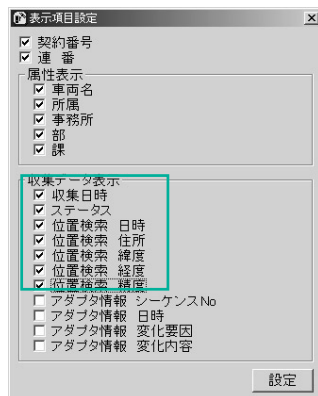 表示項目設定
契約番号
連 番
属性表示
車両名
所属
事務所
部
課
収集データ表示
収集日時
ステータス
位置検索 日時
位置検索 住所
位置検索 緯度
位置検索 経度
位置検索 精度
アダプタ情報 シーケンスNo
アダプタ情報 日時
アダプタ情報 変化要因
アダプタ情報 変化内容
設定